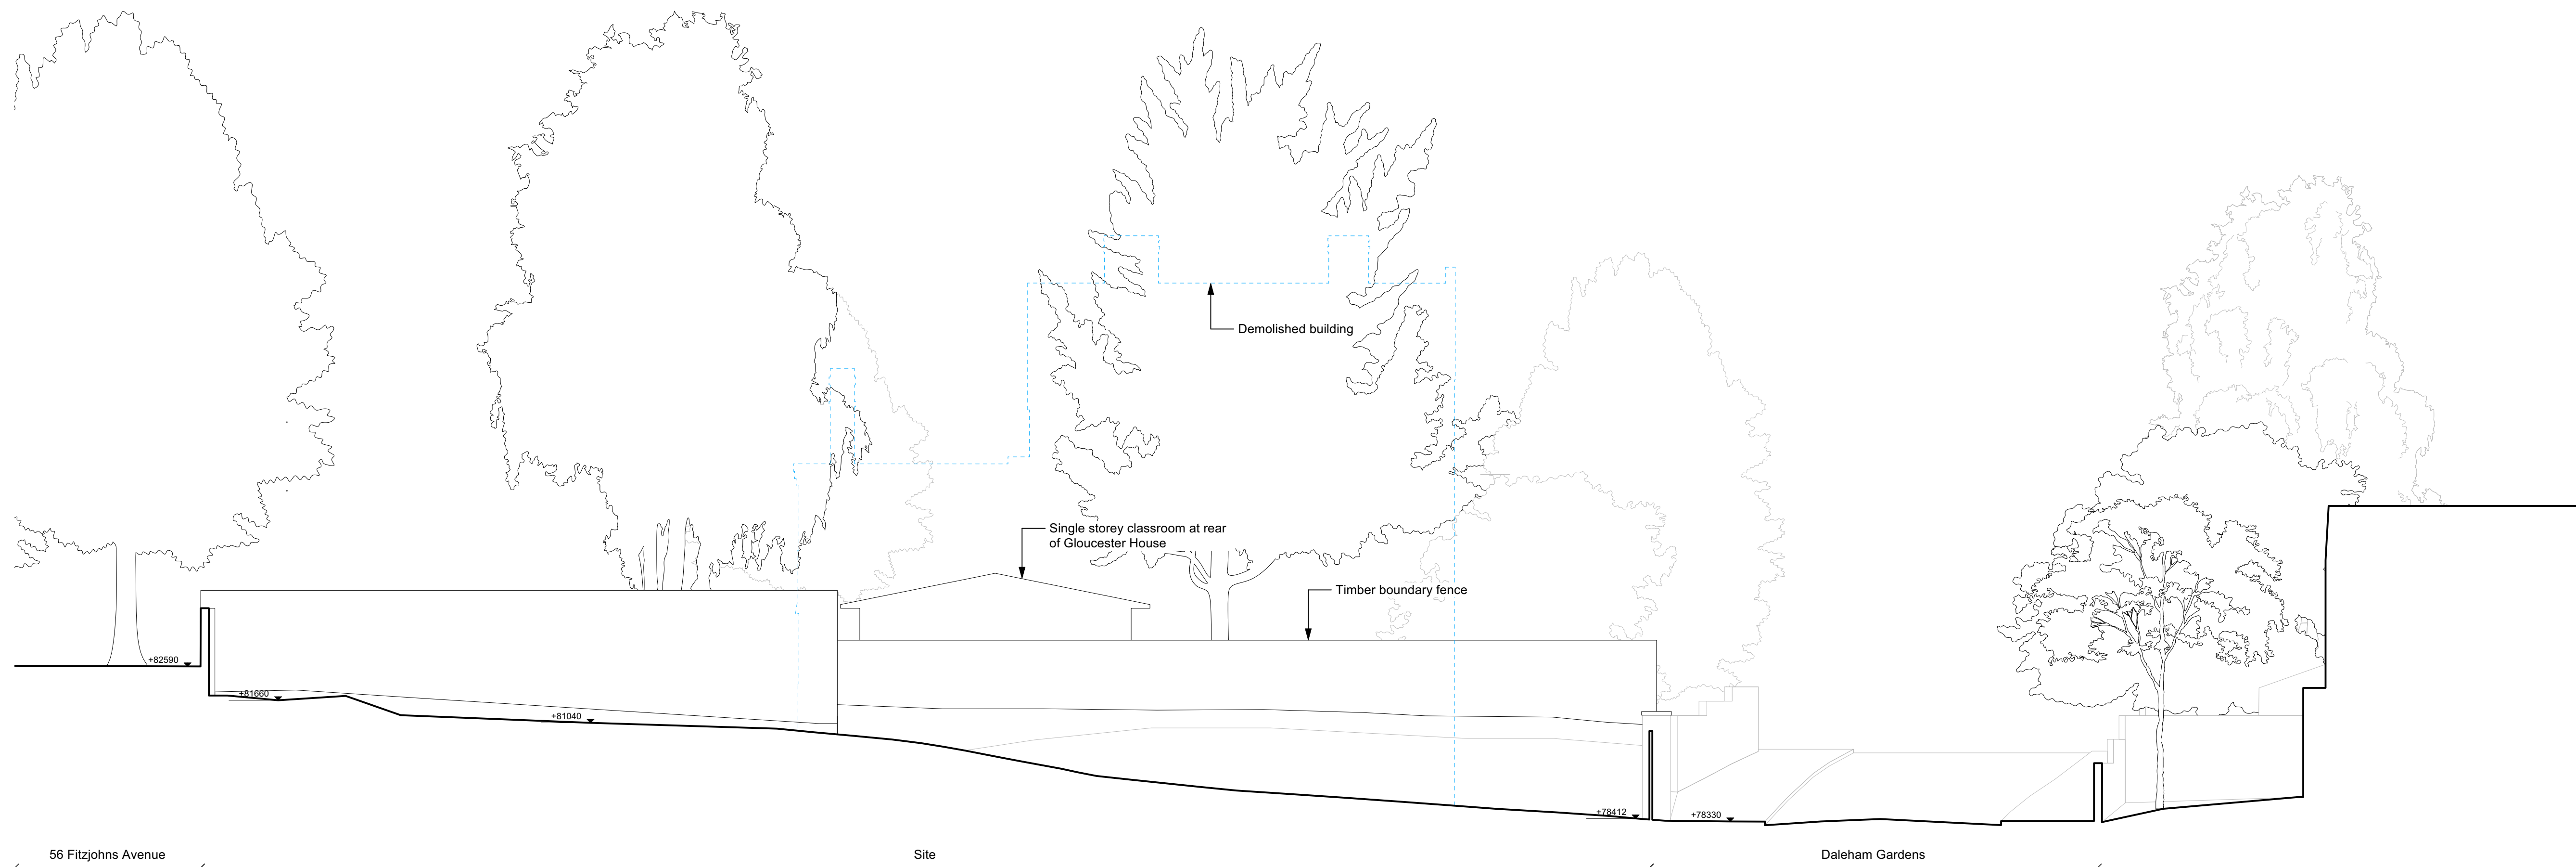 Demolished building
Single storey classroom at rear
of Gloucester House
Timber boundary fence
+82590
+81660
+81040
+78412
+78330
56 Fitzjohns Avenue
Site
Daleham Gardens